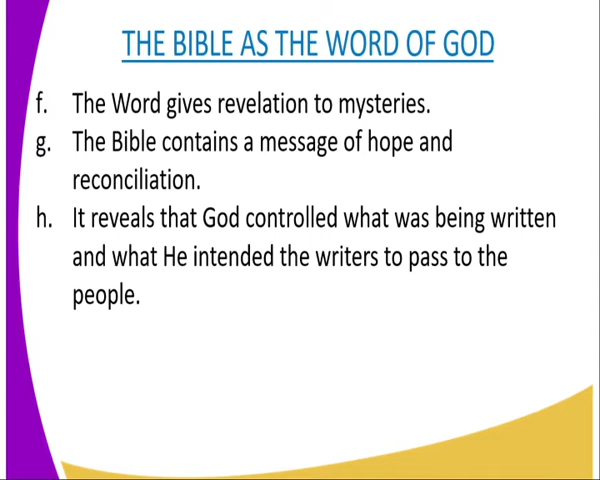 THE BIBLE AS THE WORD OF GOD
f. The Word gives revelation to mysteries.
g. The Bible contains a message of hope and
reconciliation.
h. It reveals that God controlled what was being written
and what He intended the writers to pass to the
people.